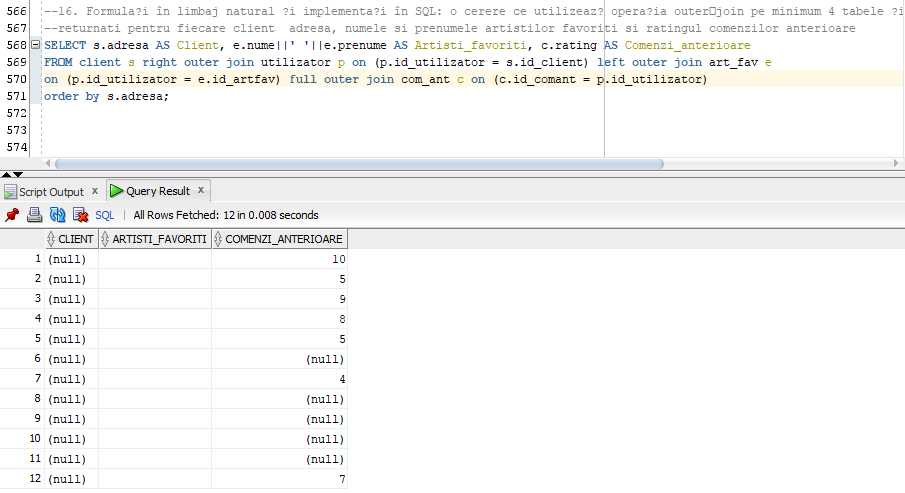 566 --16. Formula?i în limbaj natural ?i implementa?i în SQL: o cerere ce utilizeaz? opera?ia outer□join pe minimum 4 tabele ?i
567 --returnati pentru fiecare client  adresa, numele si prenumele artistilor favoriti si ratingul comenzilor anterioare
568 SELECT s.adresa AS Client, e.nume||' '||e.prenume AS Artisti_favoriti, c.rating AS Comenzi_anterioare
569 FROM client s right outer join utilizator p on (p.id_utilizator = s.id_client) left outer join art_fav e
570 on (p.id_utilizator = e.id_artfav) full outer join com_ant c on (c.id_comant = p.id_utilizator)
571 order by s.adresa;
572
573
574
Script Output x Query Result x
SQL | All Rows Fetched: 12 in 0.008 seconds
CLIENT ARTISTI_FAVORITI COMENZI_ANTERIOARE
1 (null) 10
2 (null) 5
3 (null) 9
4 (null) 8
5 (null) 5
6 (null) (null)
7 (null) 4
8 (null) (null)
9 (null) (null)
10 (null) (null)
11 (null) (null)
12 (null) 7